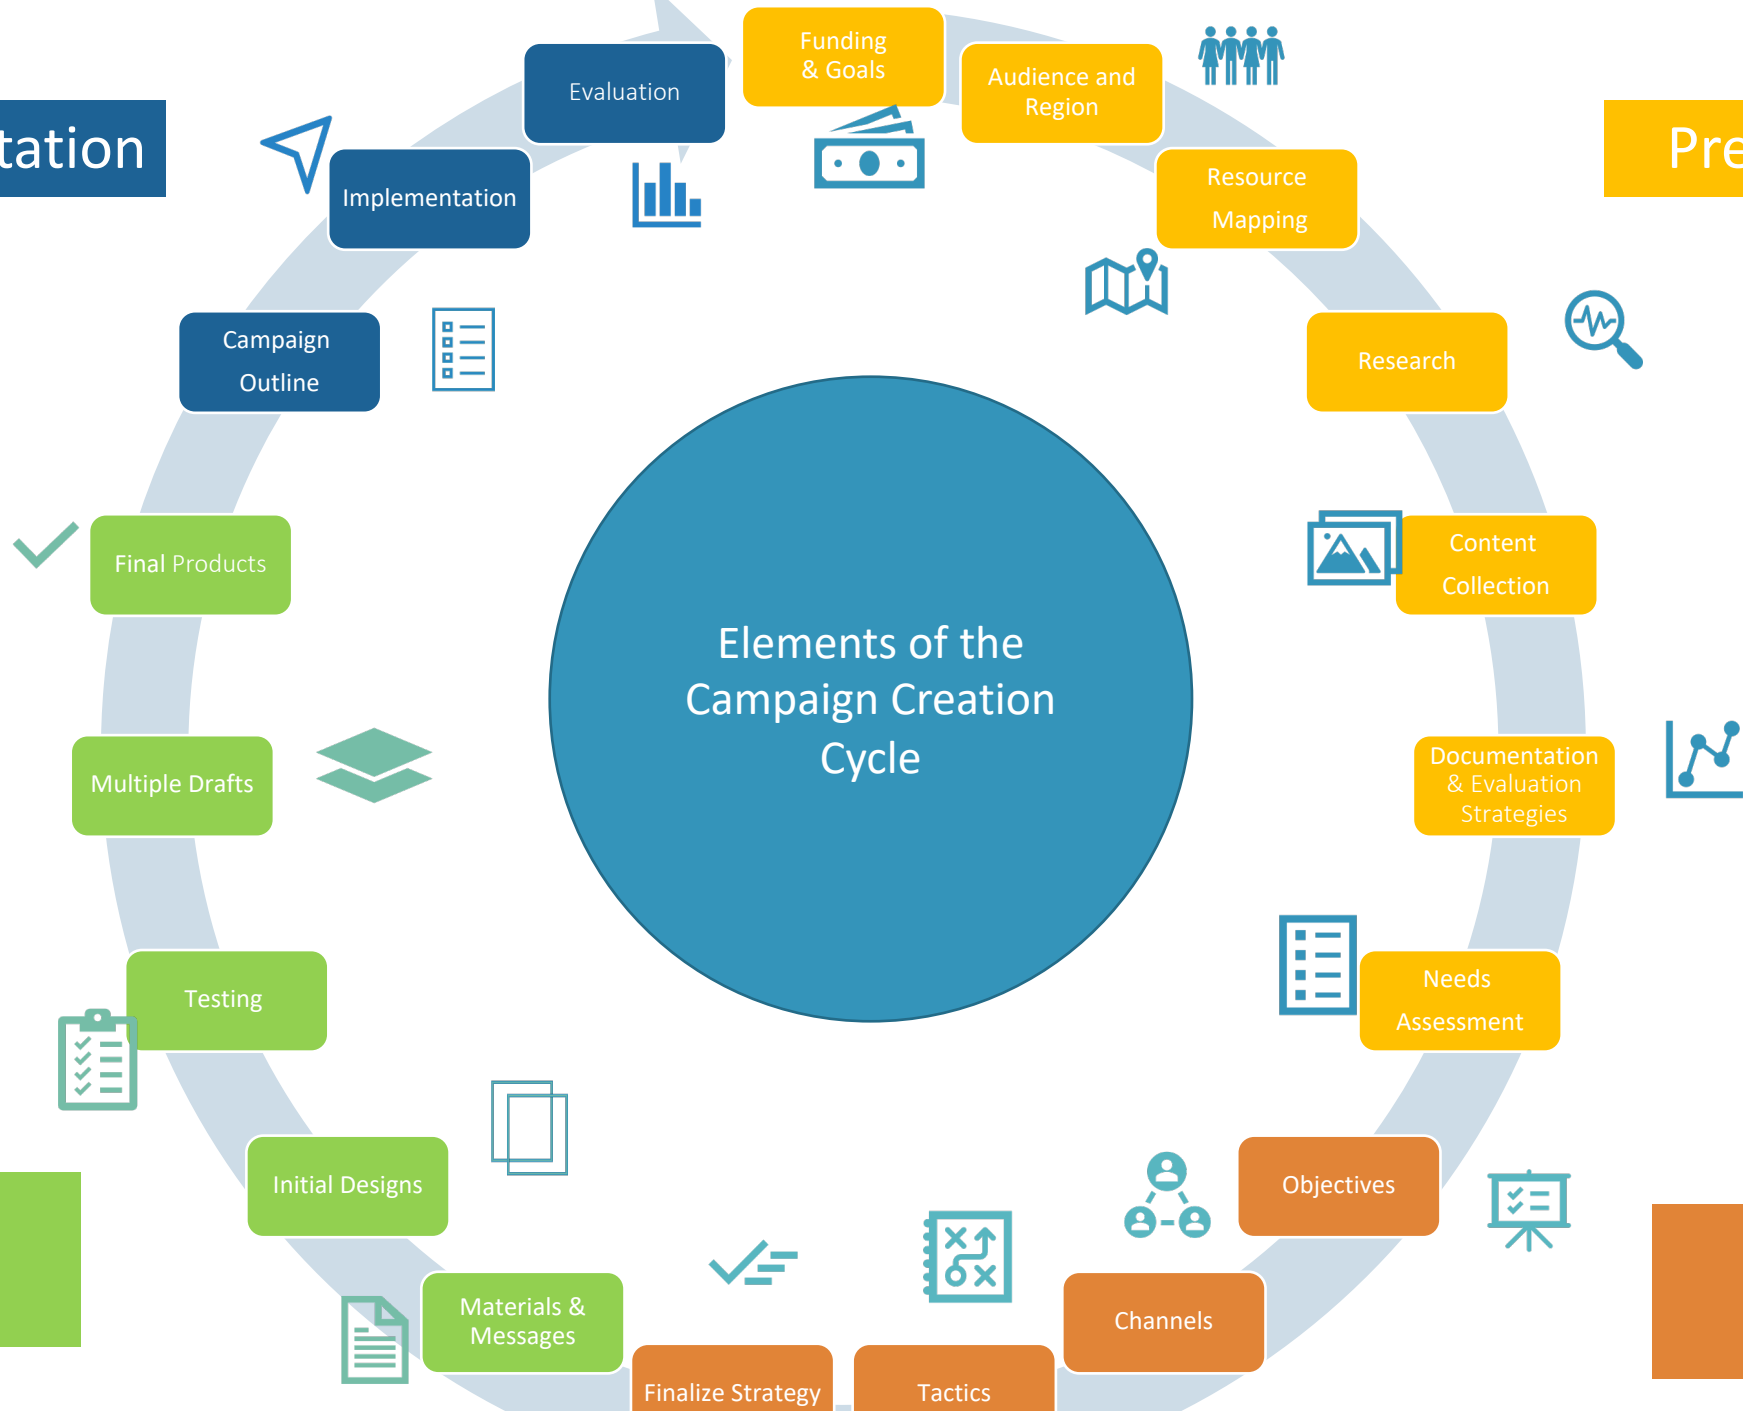 Funding
& Goals
Audience and
Region
Resource
Mapping
Research
Content
Collection
Documentation
& Evaluation
Strategies
Needs
Assessment
Objectives
Channels
Tactics
Finalize Strategy
Materials &
Messages
Initial Designs
Testing
Multiple Drafts
Final Products
Campaign
Outline
Implementation
Evaluation
tation
Pre
Elements of the
Campaign Creation
Cycle